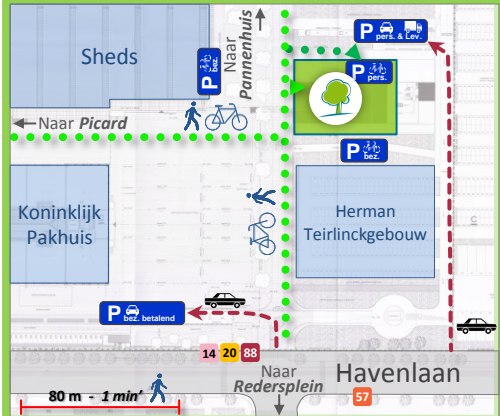 Sheds
P bez.
Naar
Pannenhuis
P
pers. & Lev.
P
pers.
Naar Picard
P
bez.
Koninklijk
Pakhuis
Herman
Teirlinckgebouw
P
bez. betalend
14 20 88
Naar
Redersplein
Havenlaan
57
80 m - 1 min’